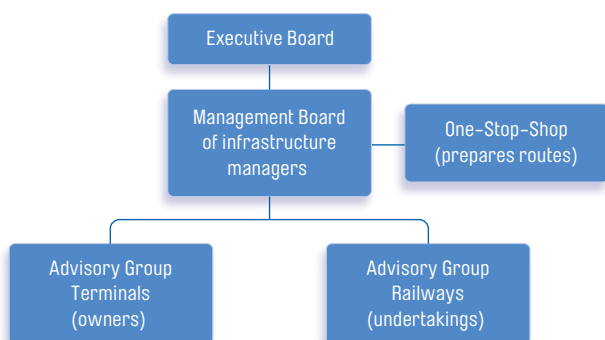 Executive Board
Management Board
of infrastructure
managers
One-Stop-Shop
(prepares routes)
Advisory Group
Terminals
(owners)
Advisory Group
Railways
(undertakings)